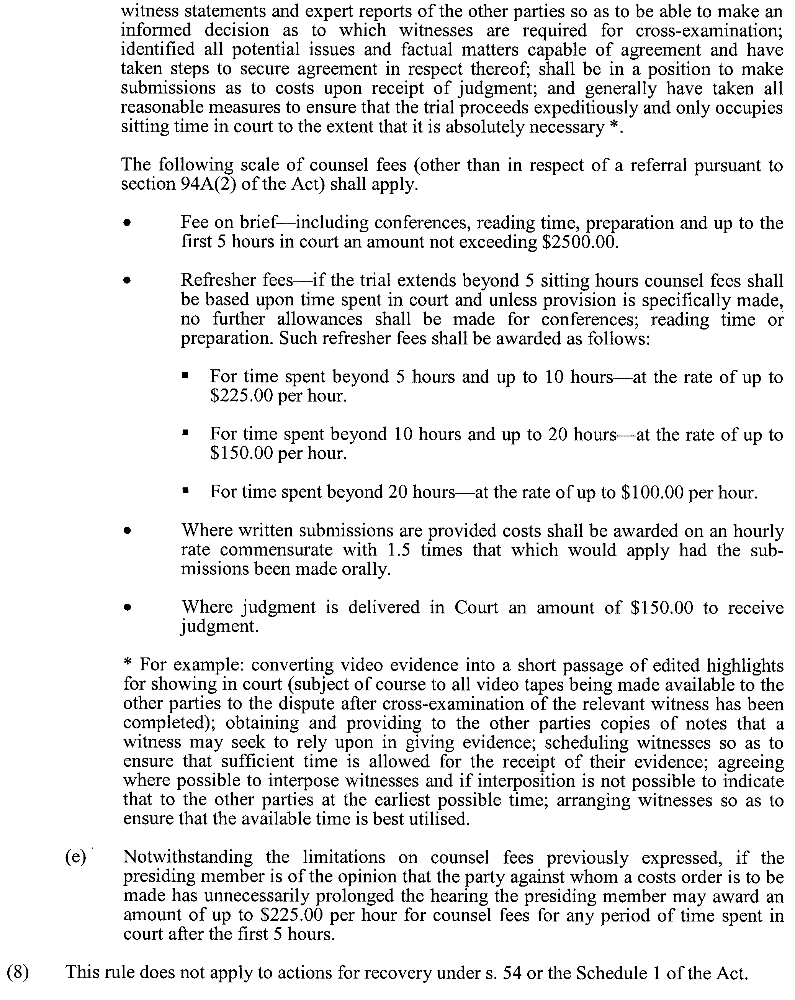 witness statements and expert reports of the other parties so as to be able to make an
informed decision as to which witnesses are required for cross-examination;
identified all potential issues and factual matters capable of agreement and have
taken steps to secure agreement in respect thereof; shall be in a position to make
submissions as to costs upon receipt of judgment; and generally have taken all
reasonable measures to ensure that the trial proceeds expeditiously and only occupies
sitting time in court to the extent that it is absolutely necessary *.
The following scale of counsel fees (other than in respect of a referral pursuant to
section 94A(2) of the Act) shall apply.
• Fee on brief—including conferences, reading time, preparation and up to the
first 5 hours in court an amount not exceeding $2500.00.
• Refresher fees—if the trial extends beyond 5 sitting hours counsel fees shall
be based upon time spent in court and unless provision is specifically made,
no further allowances shall be made for conferences; reading time or
preparation. Such refresher fees shall be awarded as follows:
▪ For time spent beyond 5 hours and up to 10 hours—at the rate of up to
$225.00 per hour.
▪ For time spent beyond 10 hours and up to 20 hours—at the rate of up to
$150.00 per hour.
▪ For time spent beyond 20 hours—at the rate of up to $100.00 per hour.
• Where written submissions are provided costs shall be awarded on an hourly
rate commensurate with 1.5 times that which would apply had the sub-
missions been made orally.
• Where judgment is delivered in Court an amount of $150.00 to receive
judgment.
* For example: converting video evidence into a short passage of edited highlights
for showing in court (subject of course to all video tapes being made available to the
other parties to the dispute after cross-examination of the relevant witness has been
completed); obtaining and providing to the other parties copies of notes that a
witness may seek to rely upon in giving evidence; scheduling witnesses so as to
ensure that sufficient time is allowed for the receipt of their evidence; agreeing
where possible to interpose witnesses and if interposition is not possible to indicate
that to the other parties at the earliest possible time; arranging witnesses so as to
ensure that the available time is best utilised.
(e) Notwithstanding the limitations on counsel fees previously expressed, if the
presiding member is of the opinion that the party against whom a costs order is to be
made has unnecessarily prolonged the hearing the presiding member may award an
amount of up to $225.00 per hour for counsel fees for any period of time spent in
court after the first 5 hours.
(8) This rule does not apply to actions for recovery under s. 54 or the Schedule 1 of the Act.